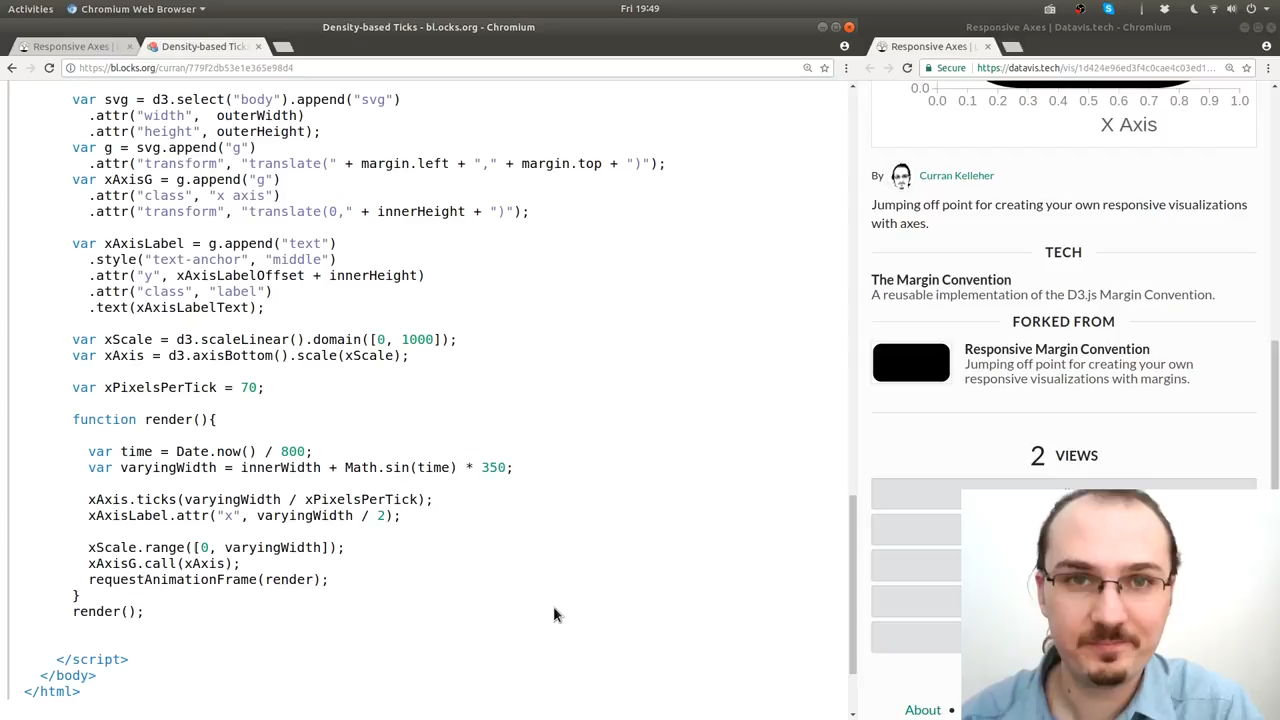 Activities
Chromium Web Browser
Fri 19:49
Density-based Ticks - bl.ocks.org - Chromium
Responsive Axes | Datavis.tech - Chromium
Responsive Axes |
Density-based Tick
Responsive Axes |
https://bl.ocks.org/curran/779f2db53e1e365e98d4
Secure
https://datavis.tech/vis/1d424e96ed3f4c0cae4c03ed1...
var svg = d3.select("body").append("svg")
.attr("width",  outerWidth)
.attr("height", outerHeight);
var g = svg.append("g")
.attr("transform", "translate(" + margin.left + "," + margin.top + ")");
var xAxisG = g.append("g")
.attr("class", "x axis")
.attr("transform", "translate(0," + innerHeight + ")");
var xAxisLabel = g.append("text")
.style("text-anchor", "middle")
.attr("y", xAxisLabelOffset + innerHeight)
.attr("class", "label")
.text(xAxisLabelText);
var xScale = d3.scaleLinear().domain([0, 1000]);
var xAxis = d3.axisBottom().scale(xScale);
var xPixelsPerTick = 70;
function render(){
var time = Date.now() / 800;
var varyingWidth = innerWidth + Math.sin(time) * 350;
xAxis.ticks(varyingWidth / xPixelsPerTick);
xAxisLabel.attr("x", varyingWidth / 2);
xScale.range([0, varyingWidth]);
xAxisG.call(xAxis);
requestAnimationFrame(render);
}
render();
</script>
</body>
</html>
0.0
0.0 0.1 0.2 0.3 0.4 0.5 0.6 0.7 0.8 0.9 1.0
X Axis
By Curran Kelleher
Jumping off point for creating your own responsive visualizations
with axes.
TECH
The Margin Convention
A reusable implementation of the D3.js Margin Convention.
FORKED FROM
Responsive Margin Convention
Jumping off point for creating your own
responsive visualizations with margins.
2 VIEWS
About •